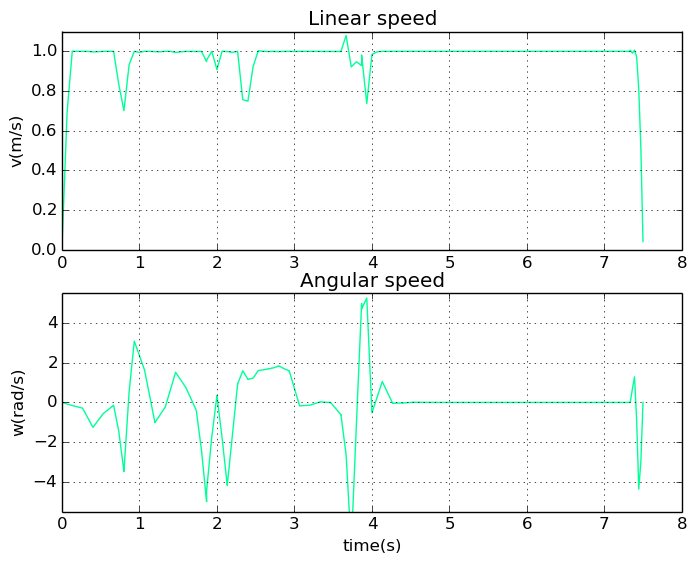 Linear speed
1.0
0.8
0.6
0.4
0.2
0.0
v(m/s)
0 1 2 3 4 5 6 7 8
Angular speed
4
2
0
−2
−4
w(rad/s)
0 1 2 3 4 5 6 7 8
time(s)